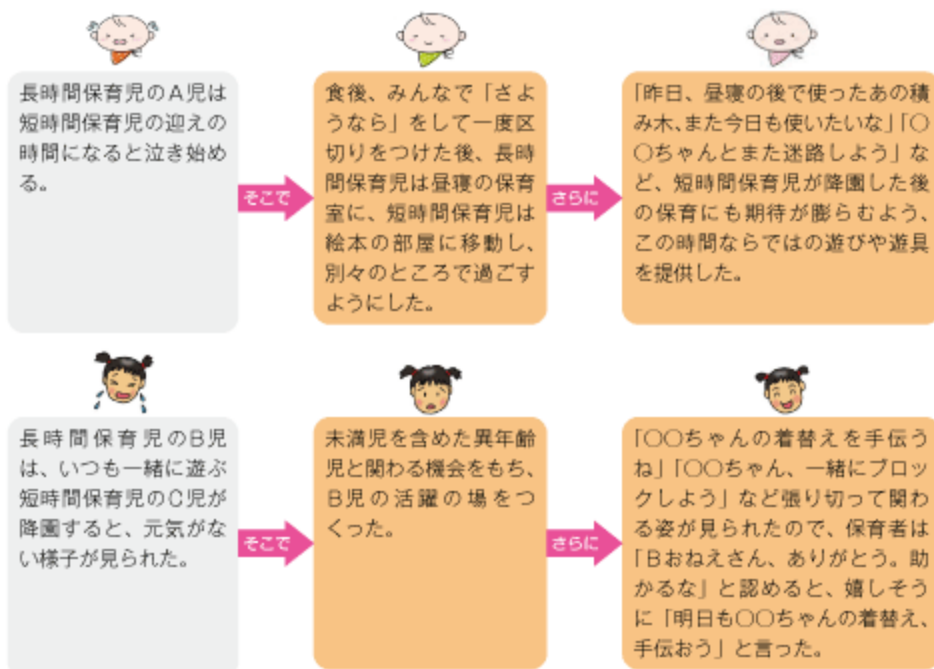 長時間保育児のA児は
短時間保育児の迎えの
時間になると泣き始め
る。
そこで
食後、みんなで「さよ
うなら」をして一度区
切りをつけた後、長時
間保育児は昼寝の保育
室に、短時間保育児は
絵本の部屋に移動し、
別々のところで過ごす
ようにした。
さらに
「昨日、昼寝の後で使ったあの積
み木、また今日も使いたいな」「〇
〇ちゃんとまた迷路しよう」な
ど、短時間保育児が降園した後
の保育にも期待が膨らむよう、
この時間ならではの遊びや遊具
を提供した。
長時間保育児のB児
は、いつも一緒に遊ぶ
短時間保育児のC児が
降園すると、元気がな
い様子が見られた。
そこで
未満児を含めた異年齢
児と関わる機会をもち、
B児の活躍の場をつ
くった。
さらに
「〇〇ちゃんの着替えを手伝う
ね」「〇〇ちゃん、一緒にブロッ
クしよう」など張り切って関わ
る姿が見られたので、保育者は
「Bおねえさん、ありがとう。助
かるな」と認めると、嬉しそう
に「明日も〇〇ちゃんの着替え、
手伝おう」と言った。